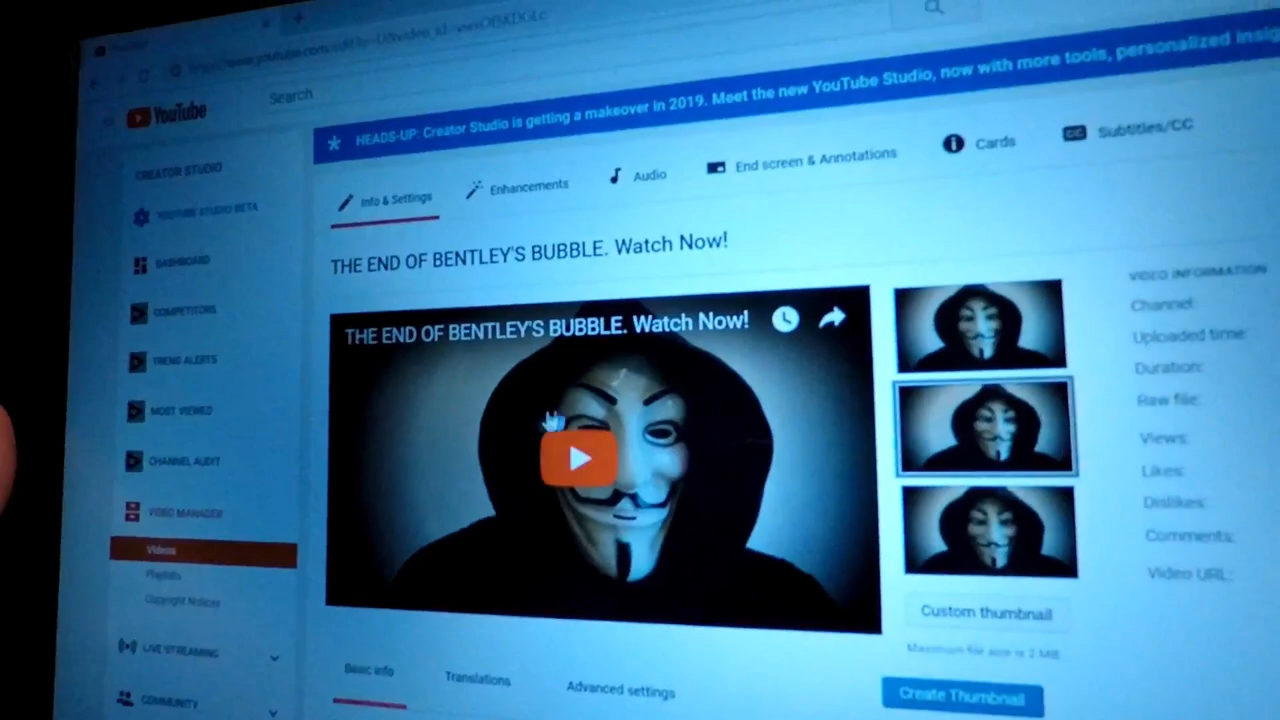 YouTube
Search
HEADS-UP: Creator Studio is getting a makeover in 2019. Meet the new YouTube Studio, now with more tools, personalized
CREATOR STUDIO
YOUTUBE STUDIO BETA
DASHBOARD
COMPETITORS
TREND ALERTS
MOST VIEWED
CHANNEL AUDIT
VIDEO MANAGER
Videos
Playlists
Copyright Notices
LIVE STREAMING
COMMUNITY
Info & Settings
Enhancements
Audio
End screen & Annotations
Cards
CC
Subtitles/CC
THE END OF BENTLEY'S BUBBLE. Watch Now!
THE END OF BENTLEY'S BUBBLE. Watch Now!
VIDEO INFORMATION
Channel:
Uploaded time:
Duration:
Raw file:
Views:
Likes:
Dislikes:
Comments:
Video URL:
Custom thumbnail
Maximum file size is 2 MB.
Create Thumbnail
Basic info
Translations
Advanced settings